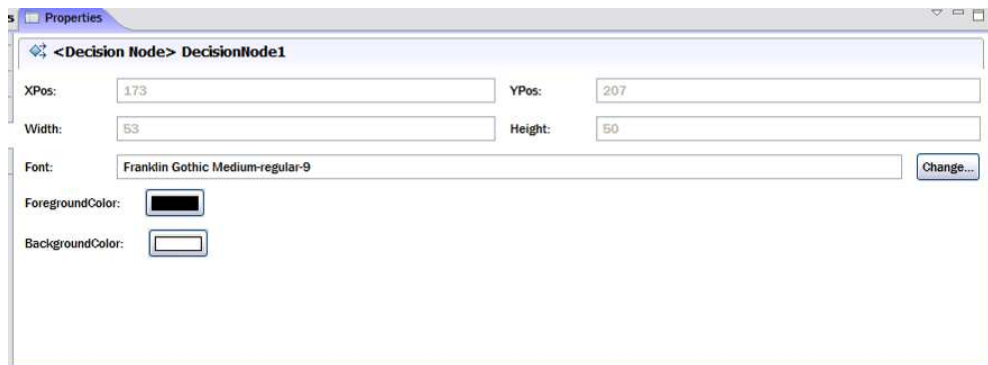 s Properties
<Decision Node> DecisionNode1
XPos: 173 YPos: 207
Width: 53 Height: 50
Font: Franklin Gothic Medium-regular-9 Change...
ForegroundColor:
BackgroundColor: